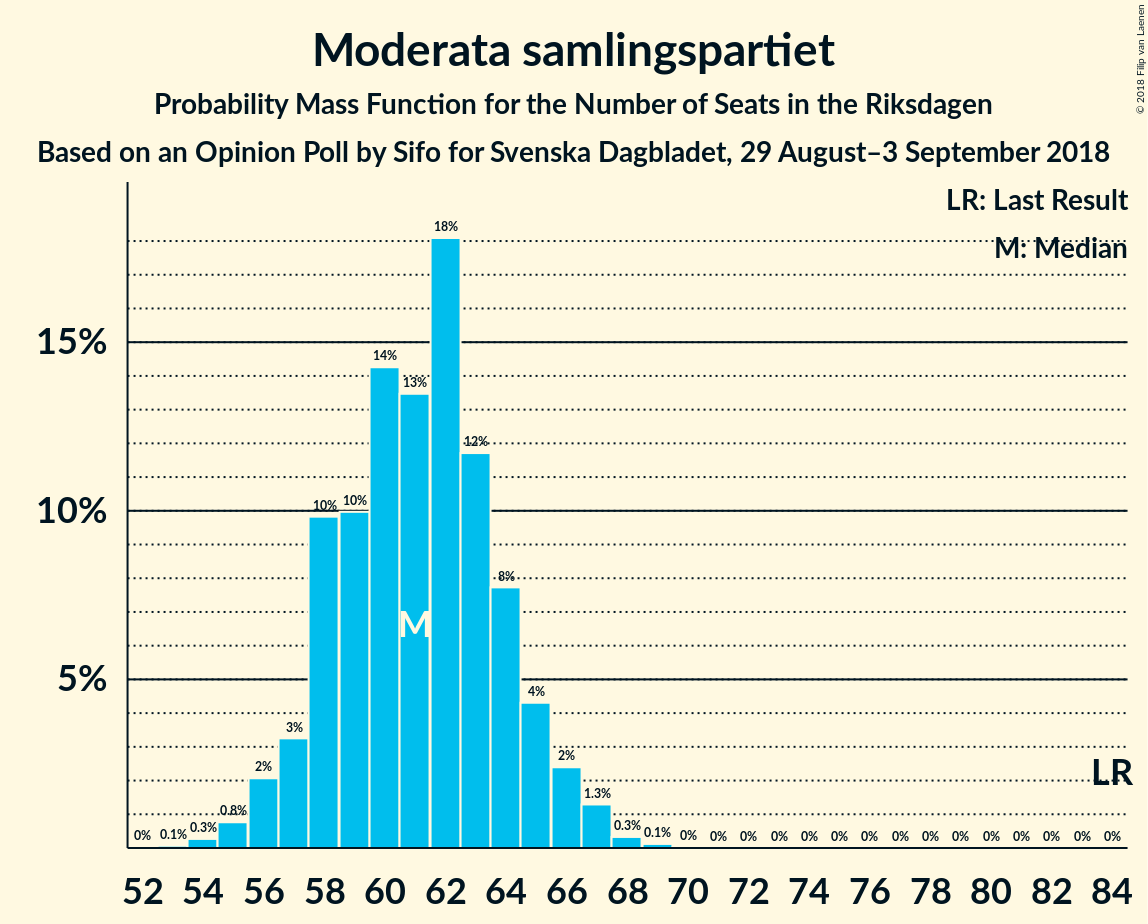 Moderata samlingspartiet
Probability Mass Function for the Number of Seats in the Riksdagen
Based on an Opinion Poll by Sifo for Svenska Dagbladet, 29 August–3 September 2018
© 2018 Filip van Laenen
LR: Last Result
M: Median
15%
10%
5%
0% 0.1% 0.3% 0.8% 2% 3% 10% 10% 14% 13% 18% 12% 8% 4% 2% 1.3% 0.3% 0.1% 0% 0% 0% 0% 0% 0% 0% 0% 0% 0% 0% 0% 0% 0% 0%
M
LR
52 54 56 58 60 62 64 66 68 70 72 74 76 78 80 82 84